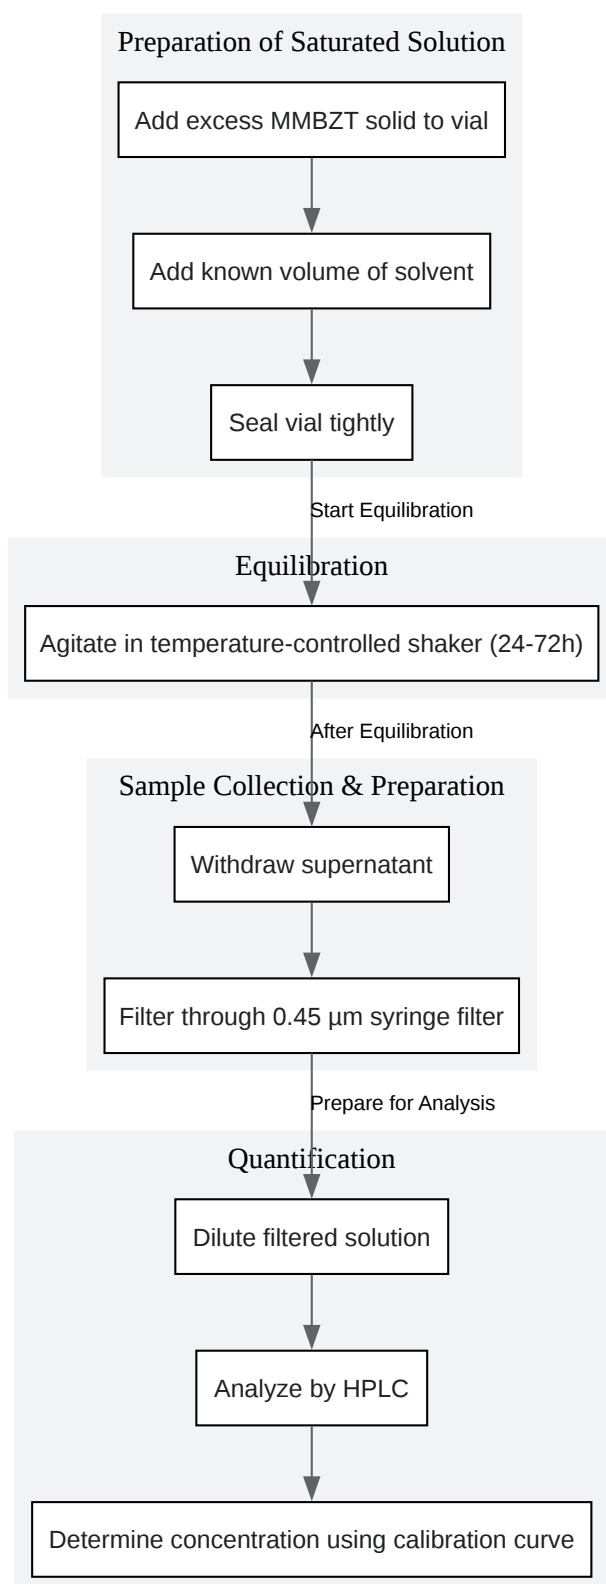 Preparation of Saturated Solution
Add excess MMBZT solid to vial
Add known volume of solvent
Seal vial tightly
Start Equilibration
Equilibration
Agitate in temperature-controlled shaker (24-72h)
After Equilibration
Sample Collection & Preparation
Withdraw supernatant
Filter through 0.45 µm syringe filter
Prepare for Analysis
Quantification
Dilute filtered solution
Analyze by HPLC
Determine concentration using calibration curve